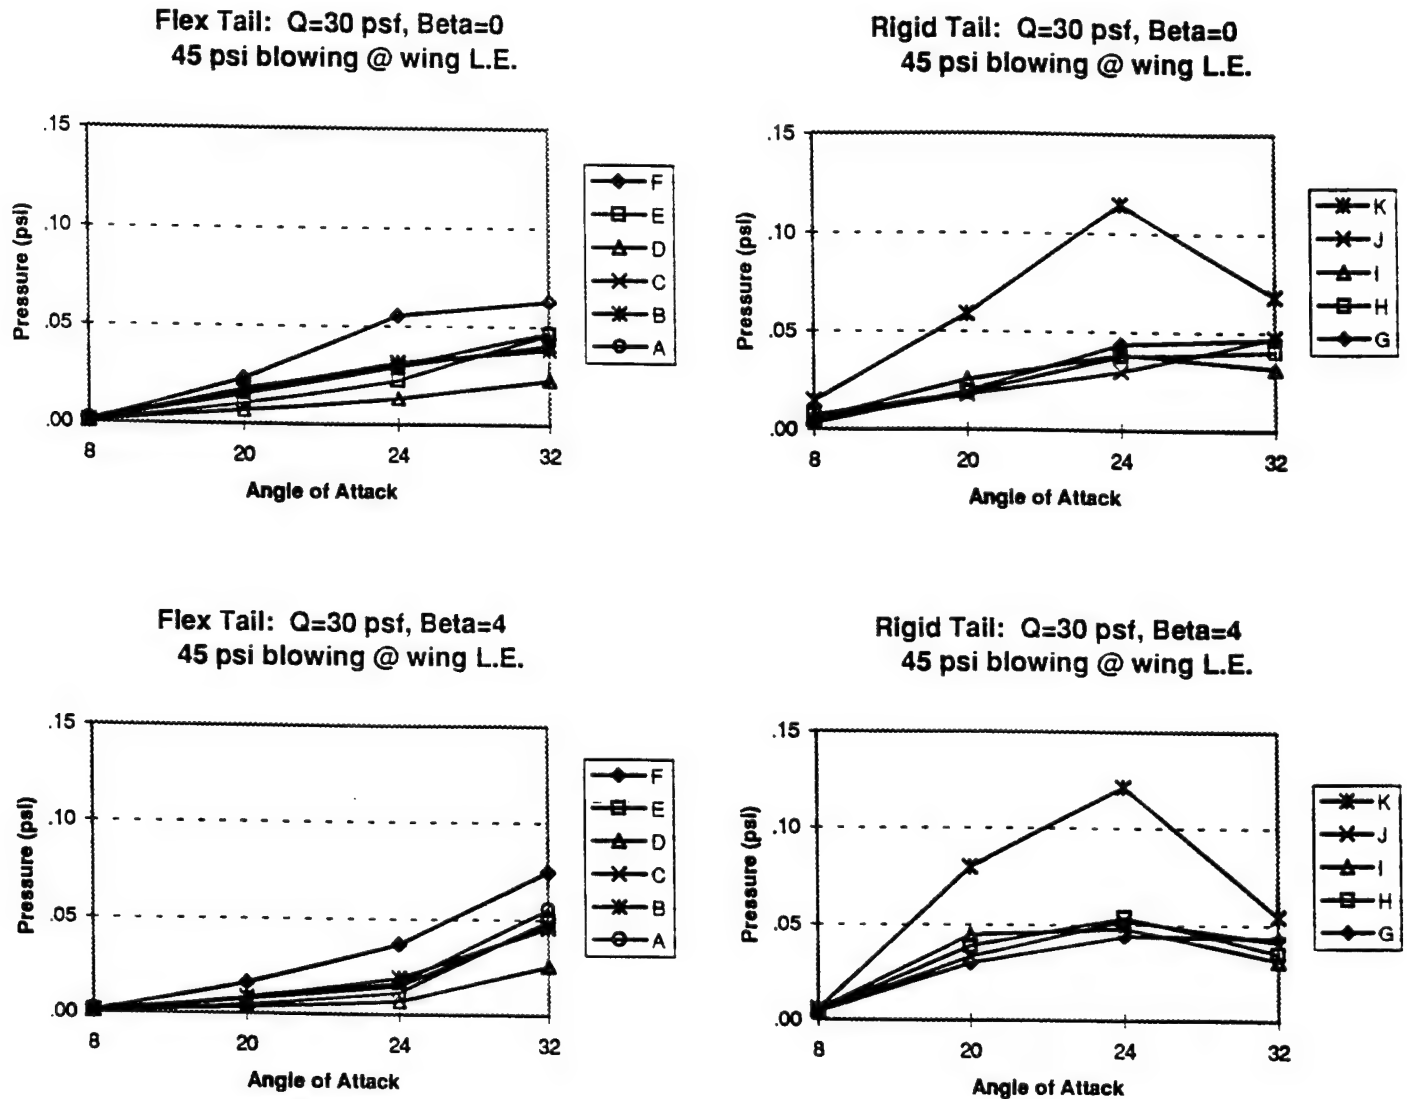 Flex Tail: Q=30 psf, Beta=0
45 psi blowing @ wing L.E.
.15
.10
.05
.00
Pressure (psi)
8
20
24
32
Angle of Attack
F
E
D
C
B
A
Rigid Tail: Q=30 psf, Beta=0
45 psi blowing @ wing L.E.
.15
.10
.05
.00
Pressure (psi)
8
20
24
32
Angle of Attack
K
J
I
H
G
Flex Tail: Q=30 psf, Beta=4
45 psi blowing @ wing L.E.
.15
.10
.05
.00
Pressure (psi)
8
20
24
32
Angle of Attack
F
E
D
C
B
A
Rigid Tail: Q=30 psf, Beta=4
45 psi blowing @ wing L.E.
.15
.10
.05
.00
Pressure (psi)
8
20
24
32
Angle of Attack
K
J
I
H
G